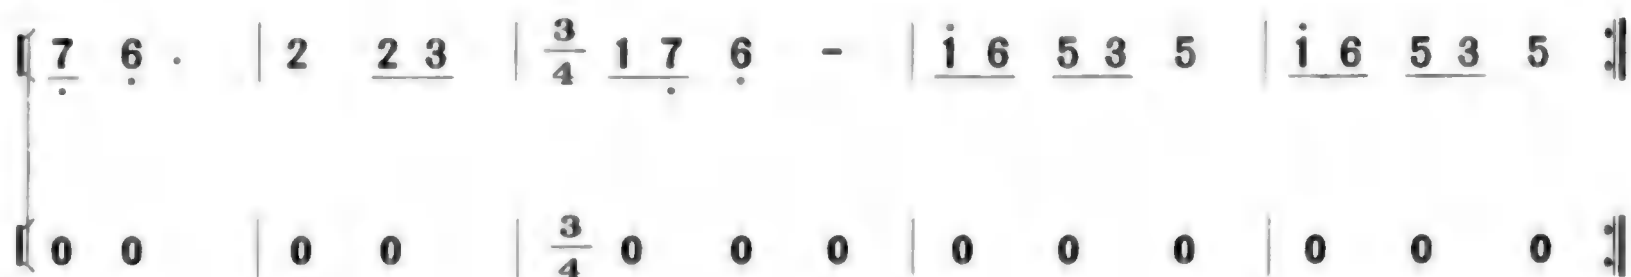 7̣ 6̣ · | 2 2 3 | 3/4 1 7̣ 6̣ - | i̇ 6 5 3 5 | i̇ 6 5 3 5 :‖
0 0 | 0 0 | 3/4 0 0 0 | 0 0 0 | 0 0 0 :‖